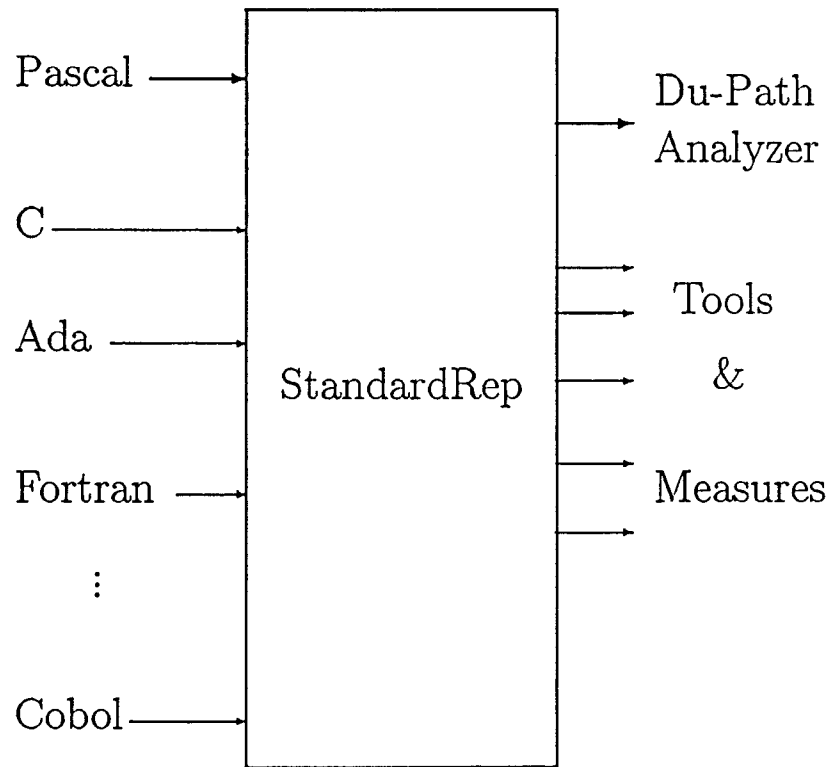 Pascal
C
Ada
Fortran
⋮
Cobol
StandardRep
Du-Path
Analyzer
Tools
&
Measures